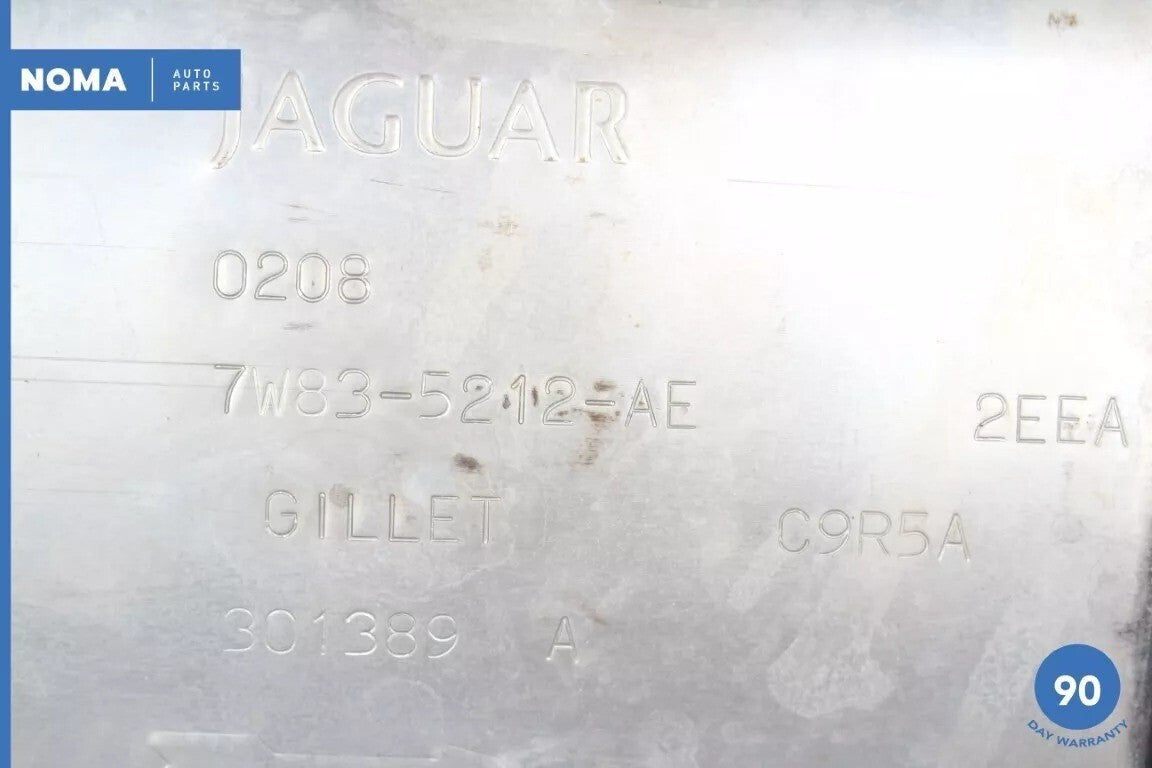 NOMA AUTO PARTS
JAGUAR
0208
7W83-5212-AE 2EEA
GILLET C9R5A
301389 A
90
DAY WARRANTY